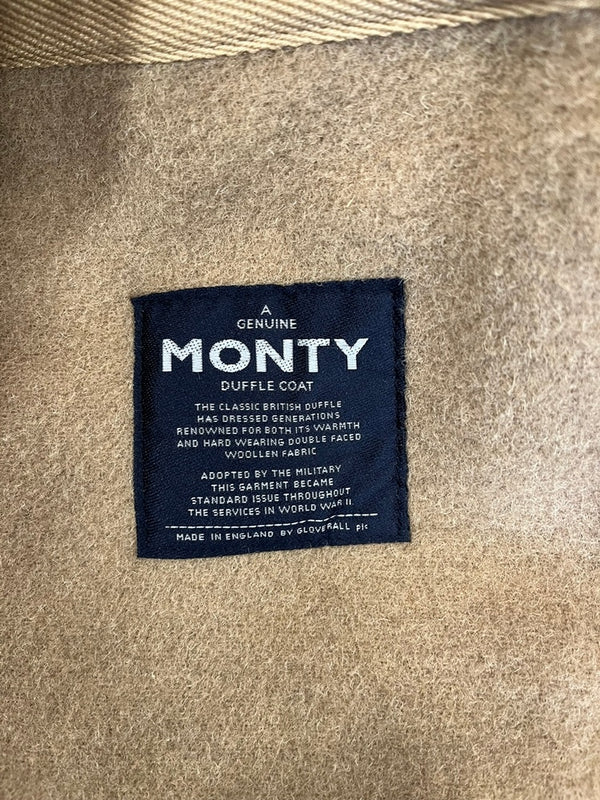 A
GENUINE
MONTY
DUFFLE COAT
THE CLASSIC BRITISH DUFFLE
HAS DRESSED GENERATIONS
RENOWNED FOR BOTH ITS WARMTH
AND HARD WEARING DOUBLE FACED
WOOLLEN FABRIC
ADOPTED BY THE MILITARY
THIS GARMENT BECAME
STANDARD ISSUE THROUGHOUT
THE SERVICES IN WORLD WAR II.
MADE IN ENGLAND BY GLOVERALL plc